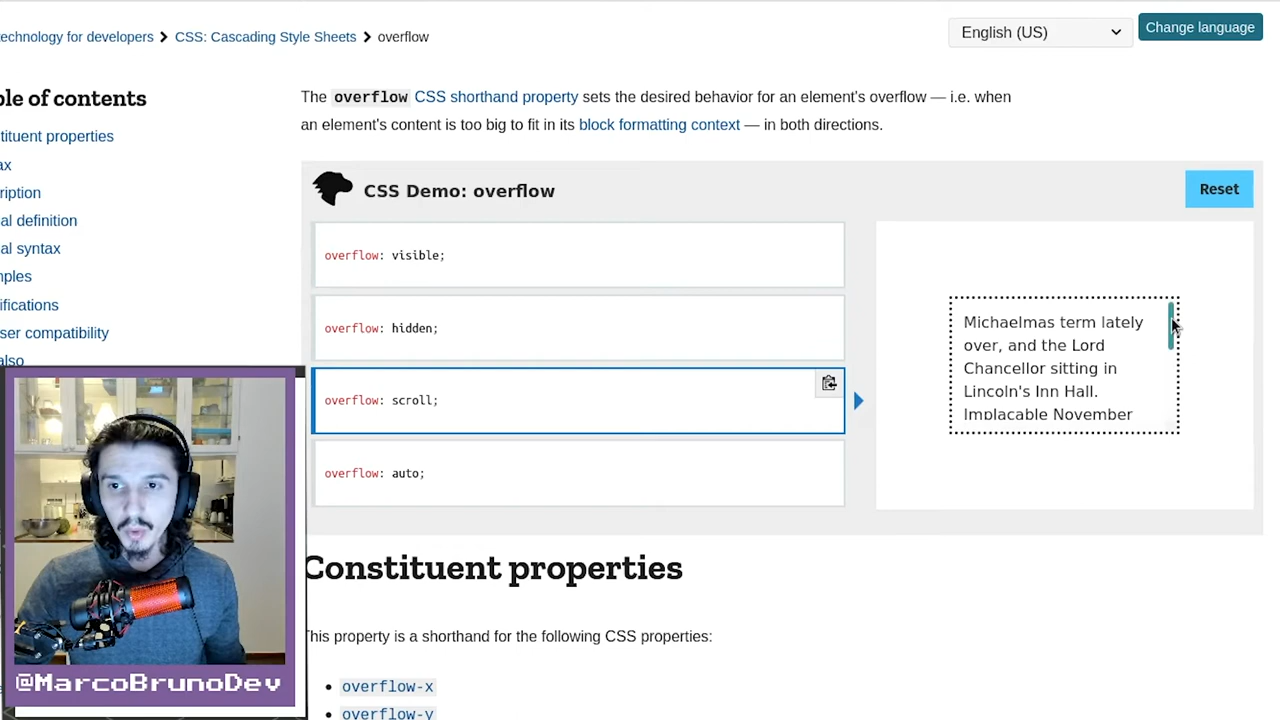 echnology for developers > CSS: Cascading Style Sheets > overflow
English (US)
Change language
le of contents
tituent properties
ax
ription
al definition
al syntax
nples
ifications
ser compatibility
also
The overflow CSS shorthand property sets the desired behavior for an element's overflow — i.e. when
an element's content is too big to fit in its block formatting context — in both directions.
CSS Demo: overflow
Reset
overflow: visible;
overflow: hidden;
overflow: scroll;
overflow: auto;
Michaelmas term lately
over, and the Lord
Chancellor sitting in
Lincoln's Inn Hall.
Implacable November
Constituent properties
This property is a shorthand for the following CSS properties:
• overflow-x
• overflow-y
@MarcoBrunoDev